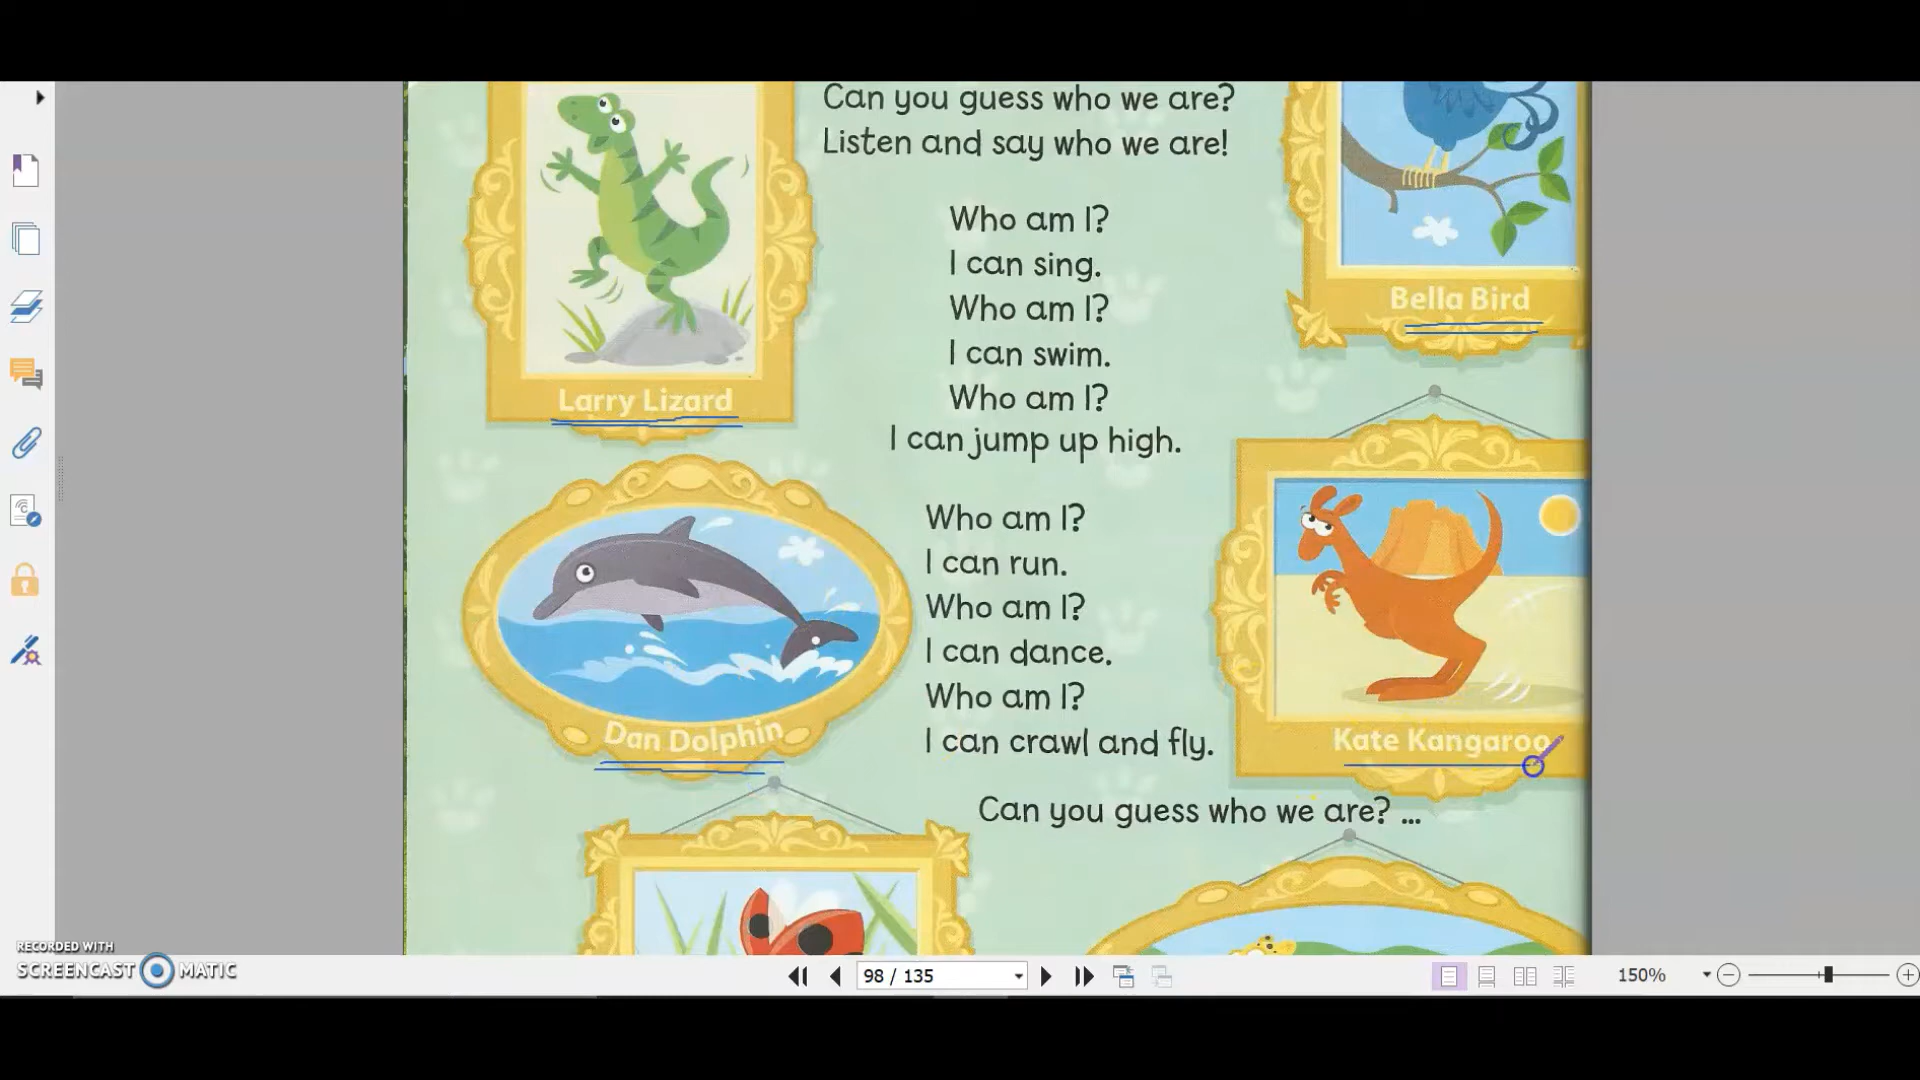 Can you guess who we are?
Listen and say who we are!
Who am I?
I can sing.
Who am I?
I can swim.
Who am I?
I can jump up high.
Bella Bird
Larry Lizard
Who am I?
I can run.
Who am I?
I can dance.
Who am I?
I can crawl and fly.
Dan Dolphin
Kate Kangaroo
Can you guess who we are? ...
RECORDED WITH
SCREENCAST MATIC
98 / 135
150%